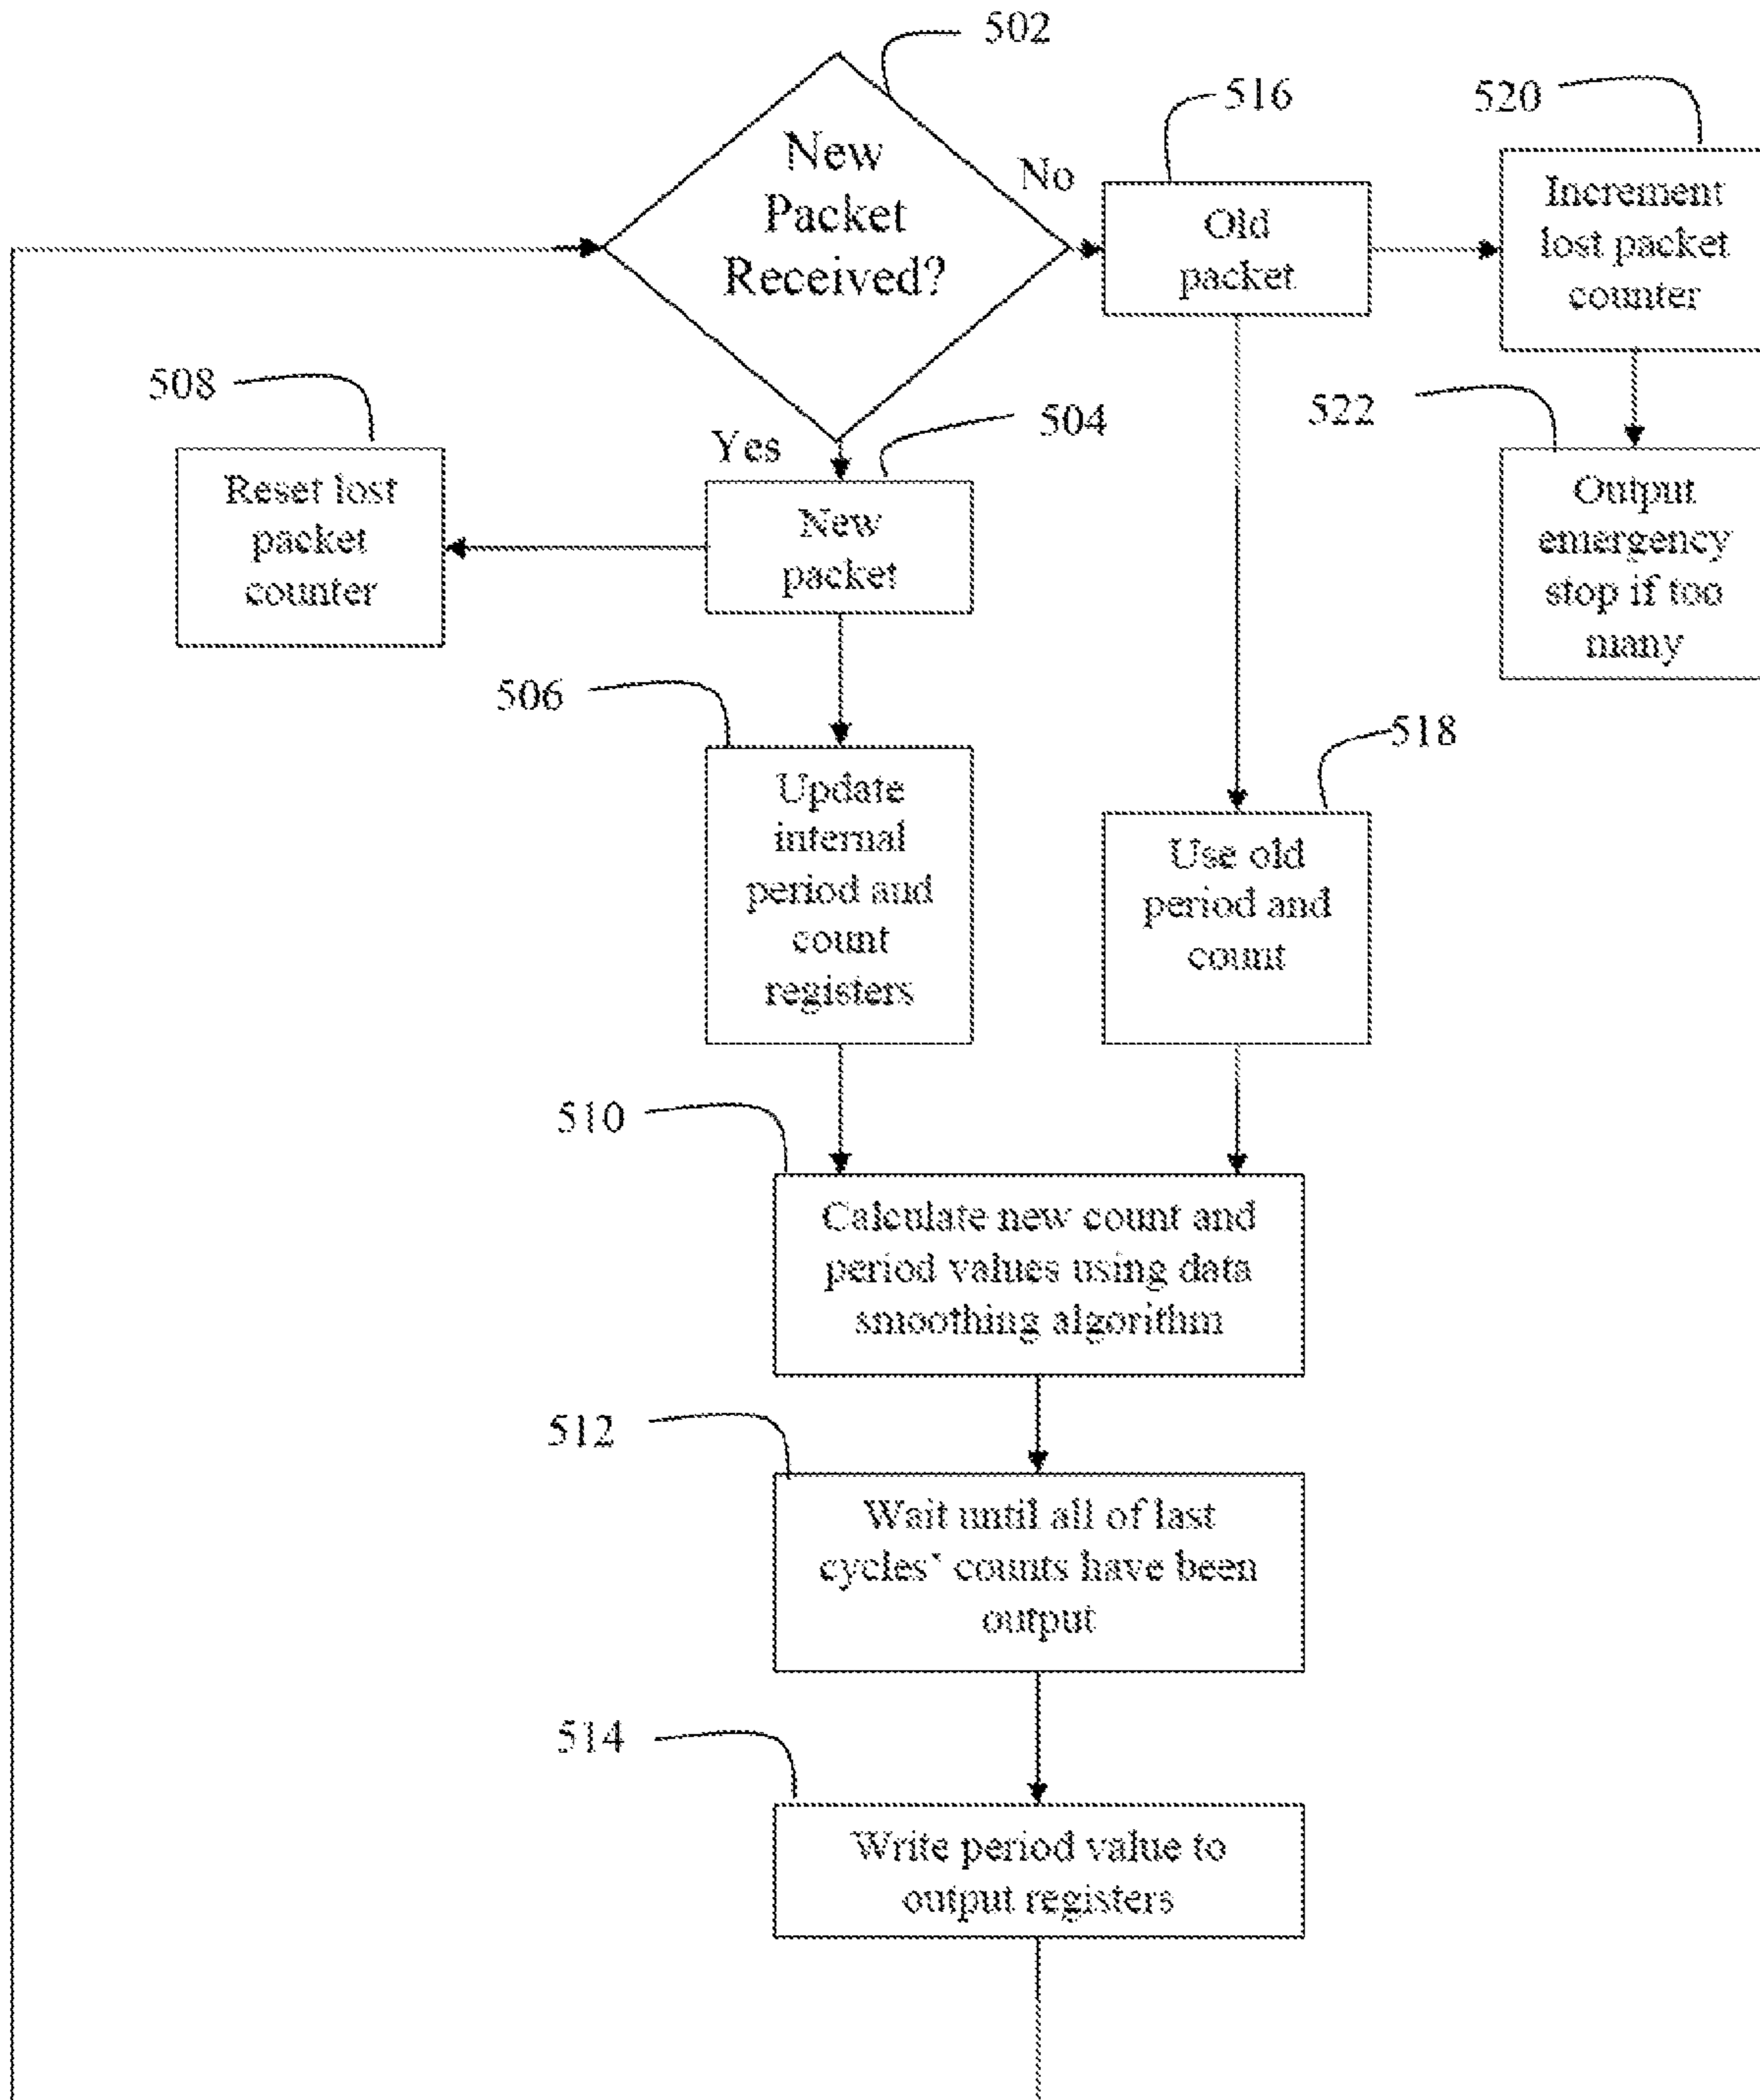 502
New
Packet
Received?
No
516
Old
packet
520
Increment
lost packet
counter
508
Reset lost
packet
counter
Yes
504
New
packet
522
Output
emergency
stop if too
many
506
Update
internal
period and
count
registers
518
Use old
period and
count
510
Calculate new count and
period values using data
smoothing algorithm
512
Wait until all of last
cycles' counts have been
output
514
Write period value to
output registers